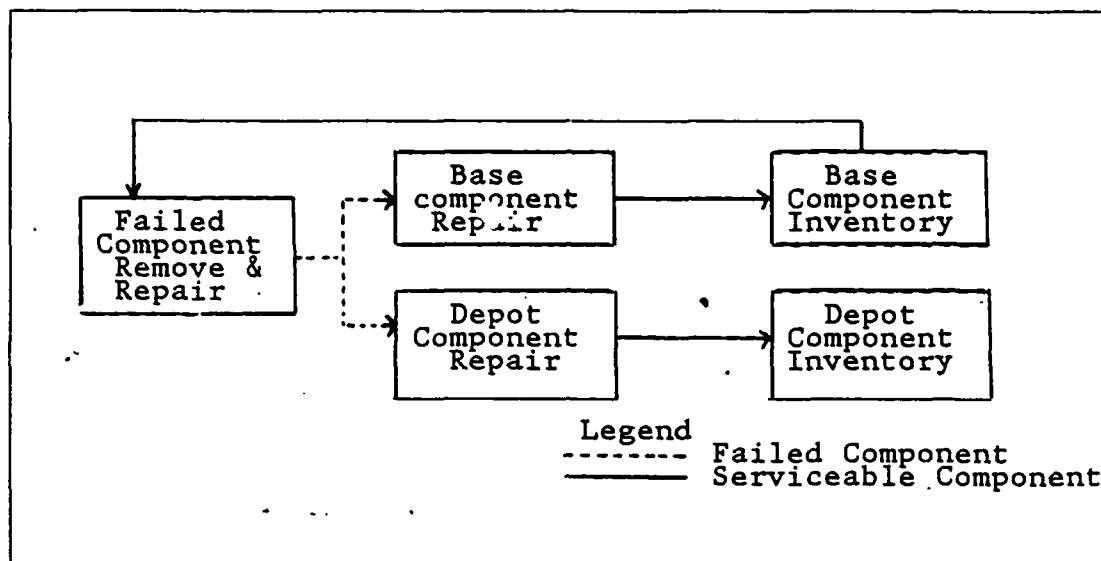 Failed
Component
Remove &
Repair
Base
component
Repair
Base
Component
Inventory
Depot
Component
Repair
Depot
Component
Inventory
Legend
Failed Component
Serviceable Component